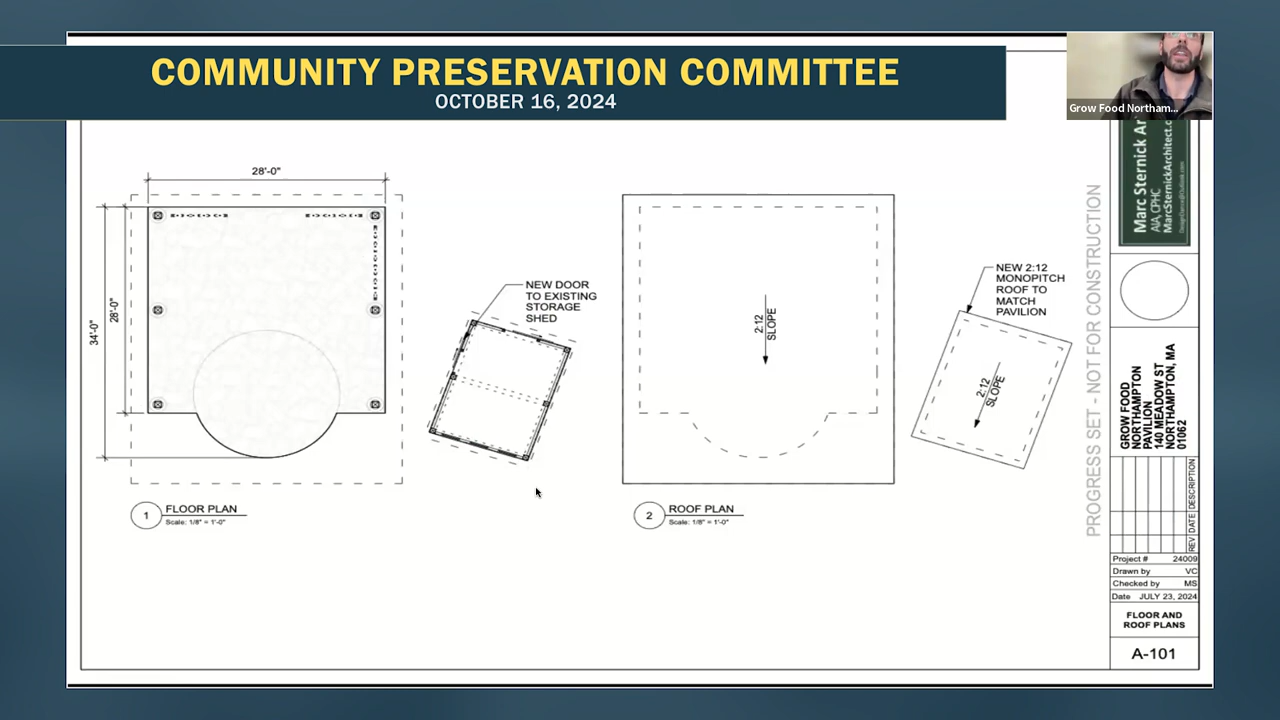 COMMUNITY PRESERVATION COMMITTEE
OCTOBER 16, 2024
Grow Food Northam...
28'-0"
28'-0"
34'-0"
NEW DOOR
TO EXISTING
STORAGE
SHED
1
FLOOR PLAN
Scale: 1/8" = 1'-0"
2:12
SLOPE
2
ROOF PLAN
Scale: 1/8" = 1'-0"
NEW 2:12
MONOPITCH
ROOF TO
MATCH
PAVILION
2:12
SLOPE
PROGRESS SET - NOT FOR CONSTRUCTION
Marc Sternick Ar
AIA, CPHC
MarcSternickArchitect.c
GROW FOOD
NORTHAMPTON
PAVILION
140 MEADOW ST
NORTHAMPTON, MA
01062
REV DATE DESCRIPTION
Project # 24009
Drawn by VC
Checked by MS
Date JULY 23, 2024
FLOOR AND
ROOF PLANS
A-101